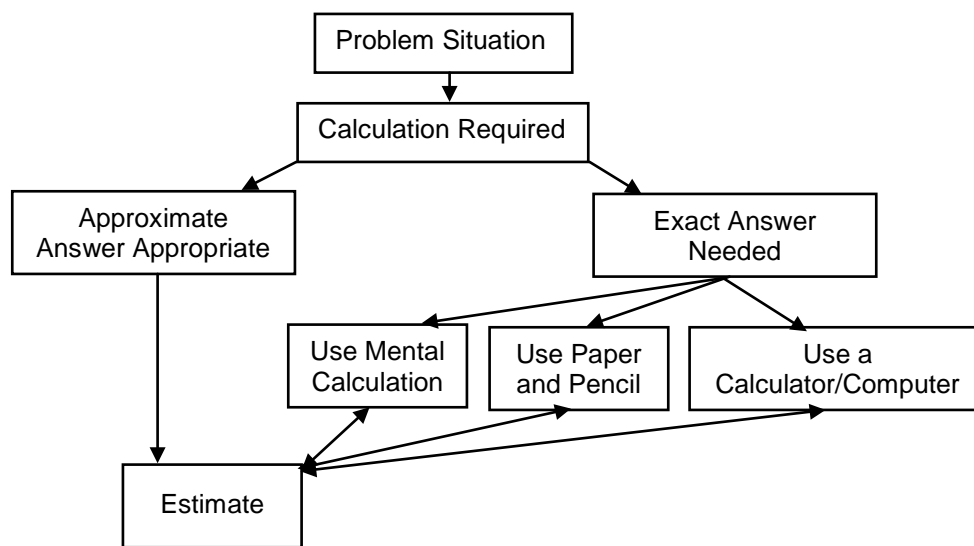 Problem Situation
Calculation Required
Approximate
Answer Appropriate
Exact Answer
Needed
Use Mental
Calculation
Use Paper
and Pencil
Use a
Calculator/Computer
Estimate